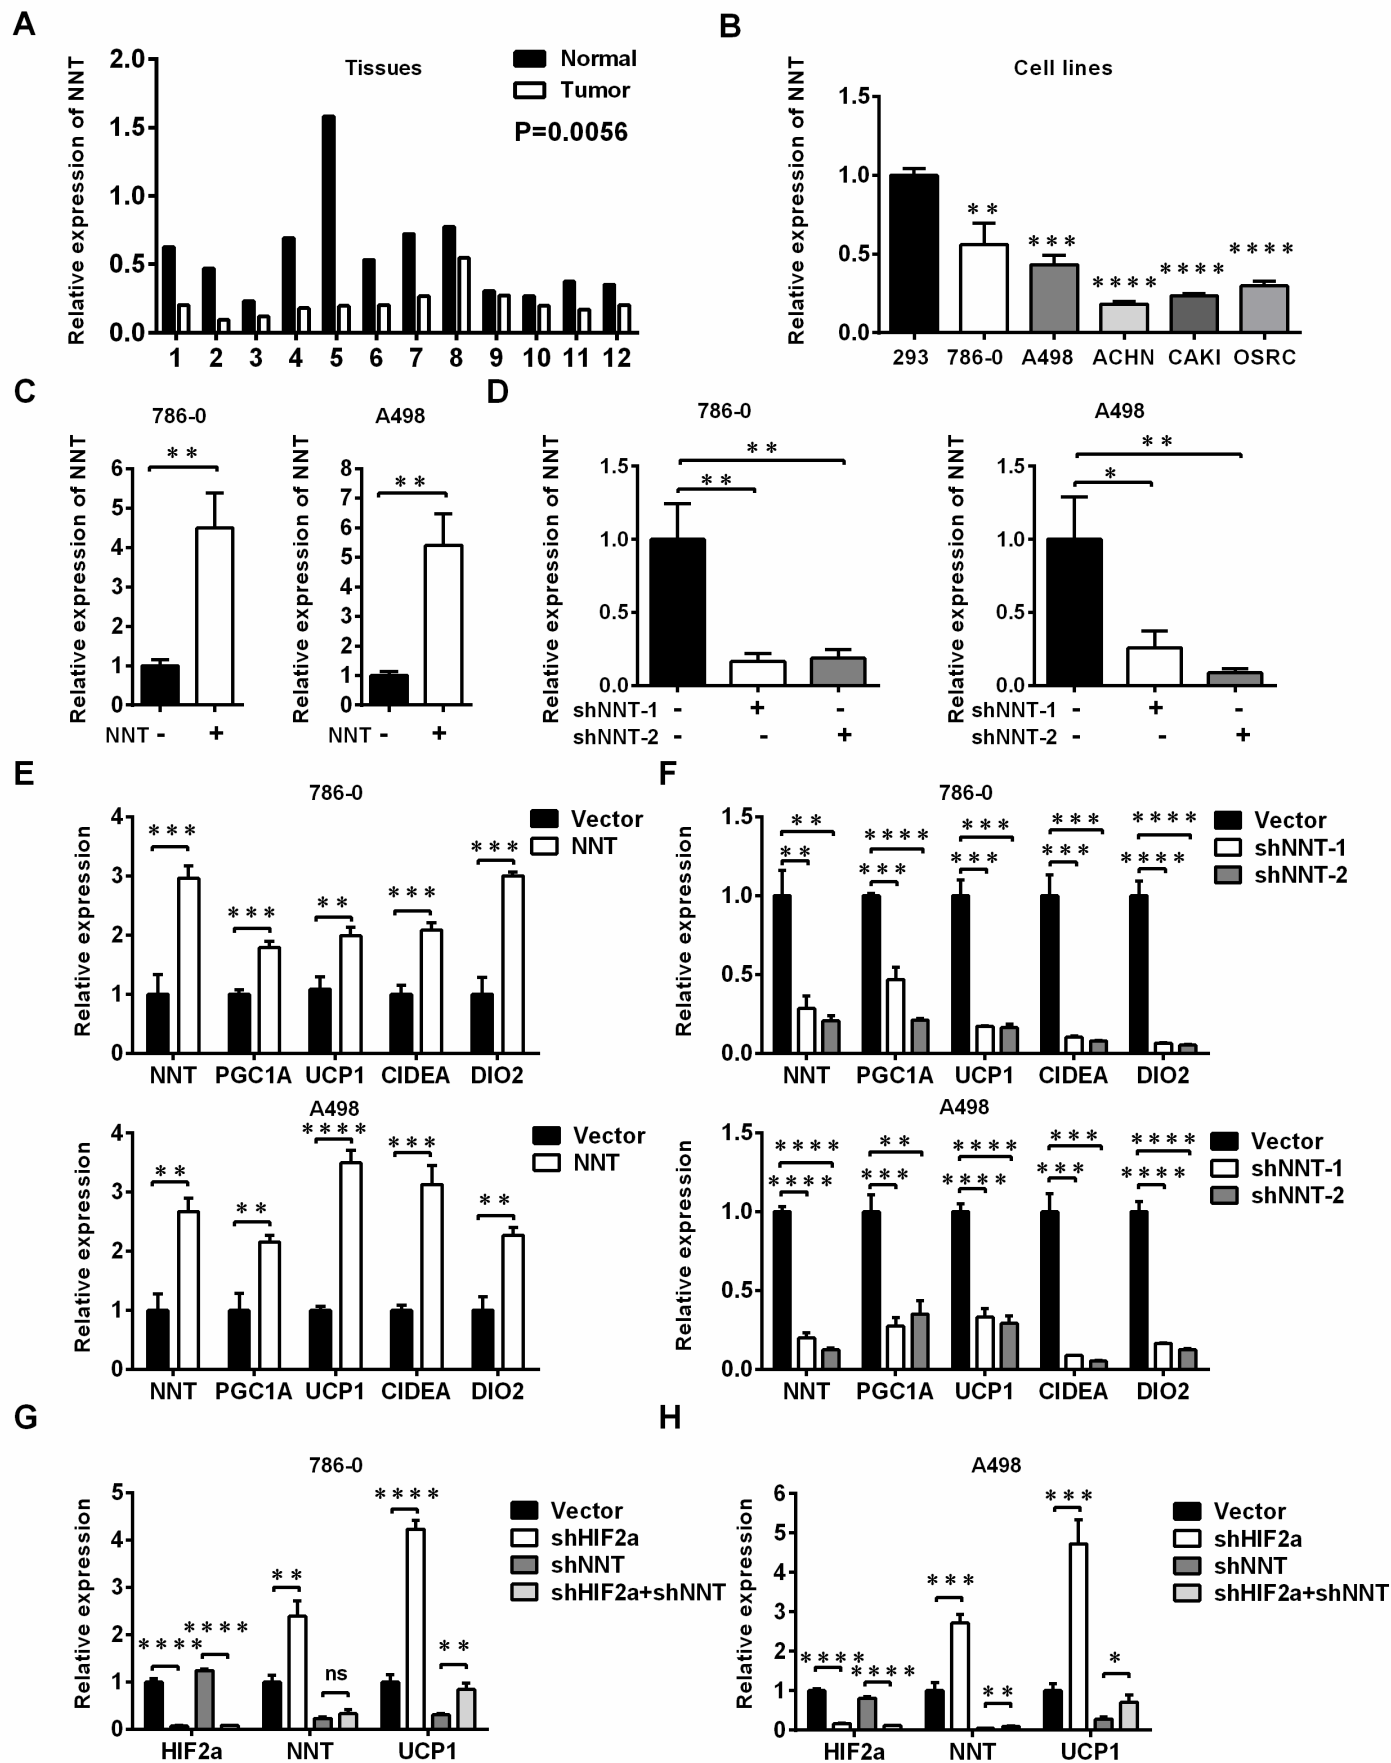 A
Tissues
Relative expression of NNT
2.0
1.5
1.0
0.5
0.0
Normal
Tumor
P=0.0056
1 2 3 4 5 6 7 8 9 10 11 12
B
Cell lines
Relative expression of NNT
1.5
1.0
0.5
0.0
** *** **** **** ****
293 786-0 A498 ACHN CAKI OSRC
C
786-0
Relative expression of NNT
6
5
4
3
2
1
0
**
NNT - +
A498
Relative expression of NNT
8
7
6
5
4
3
2
1
0
**
NNT - +
D
786-0
Relative expression of NNT
1.5
1.0
0.5
0.0
**
**
shNNT-1 - + -
shNNT-2 - - +
A498
Relative expression of NNT
1.5
1.0
0.5
0.0
**
*
shNNT-1 - + -
shNNT-2 - - +
E
786-0
Relative expression
4
3
2
1
0
*** *** ** *** ***
Vector
NNT
NNT PGC1A UCP1 CIDEA DIO2
A498
Relative expression
4
3
2
1
0
** ** **** *** **
Vector
NNT
NNT PGC1A UCP1 CIDEA DIO2
F
786-0
Relative expression
1.5
1.0
0.5
0.0
** **** *** *** ****
** *** *** *** ****
Vector
shNNT-1
shNNT-2
NNT PGC1A UCP1 CIDEA DIO2
A498
Relative expression
1.5
1.0
0.5
0.0
**** ** **** *** ****
**** *** **** *** ****
Vector
shNNT-1
shNNT-2
NNT PGC1A UCP1 CIDEA DIO2
G
786-0
Relative expression
5
4
3
2
1
0
**** **** ** ns **** **
Vector
shHIF2a
shNNT
shHIF2a+shNNT
HIF2a NNT UCP1
H
A498
Relative expression
6
5
4
3
2
1
0
**** **** *** ** *** *
Vector
shHIF2a
shNNT
shHIF2a+shNNT
HIF2a NNT UCP1